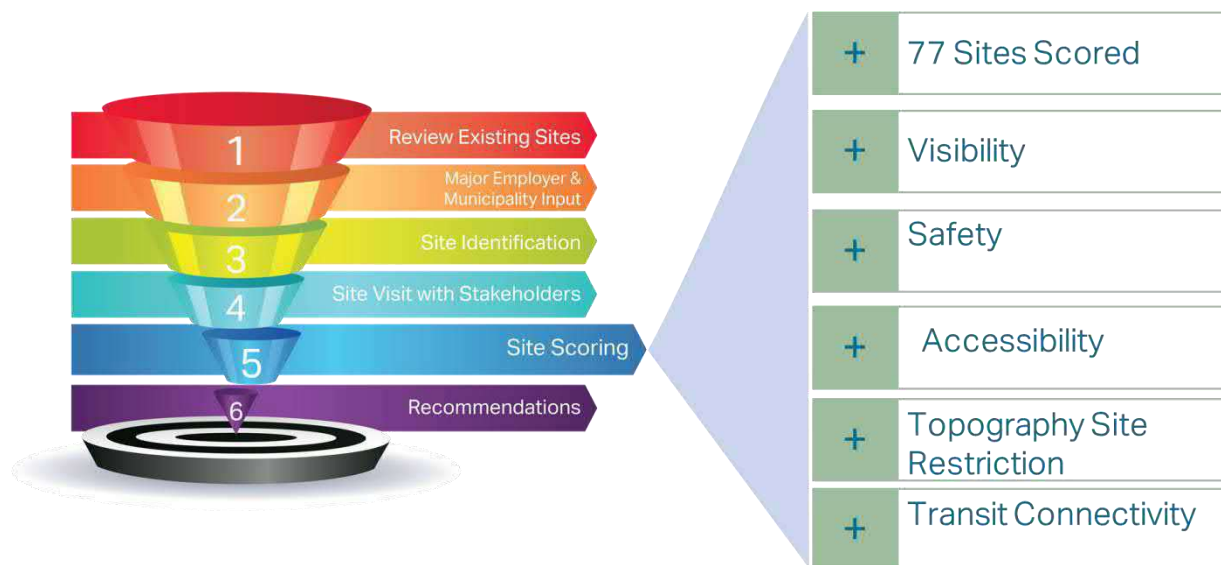 1
Review Existing Sites
2
Major Employer &
Municipality Input
3
Site Identification
4
Site Visit with Stakeholders
5
Site Scoring
6
Recommendations
+
77 Sites Scored
+
Visibility
+
Safety
+
Accessibility
+
Topography Site
Restriction
+
Transit Connectivity